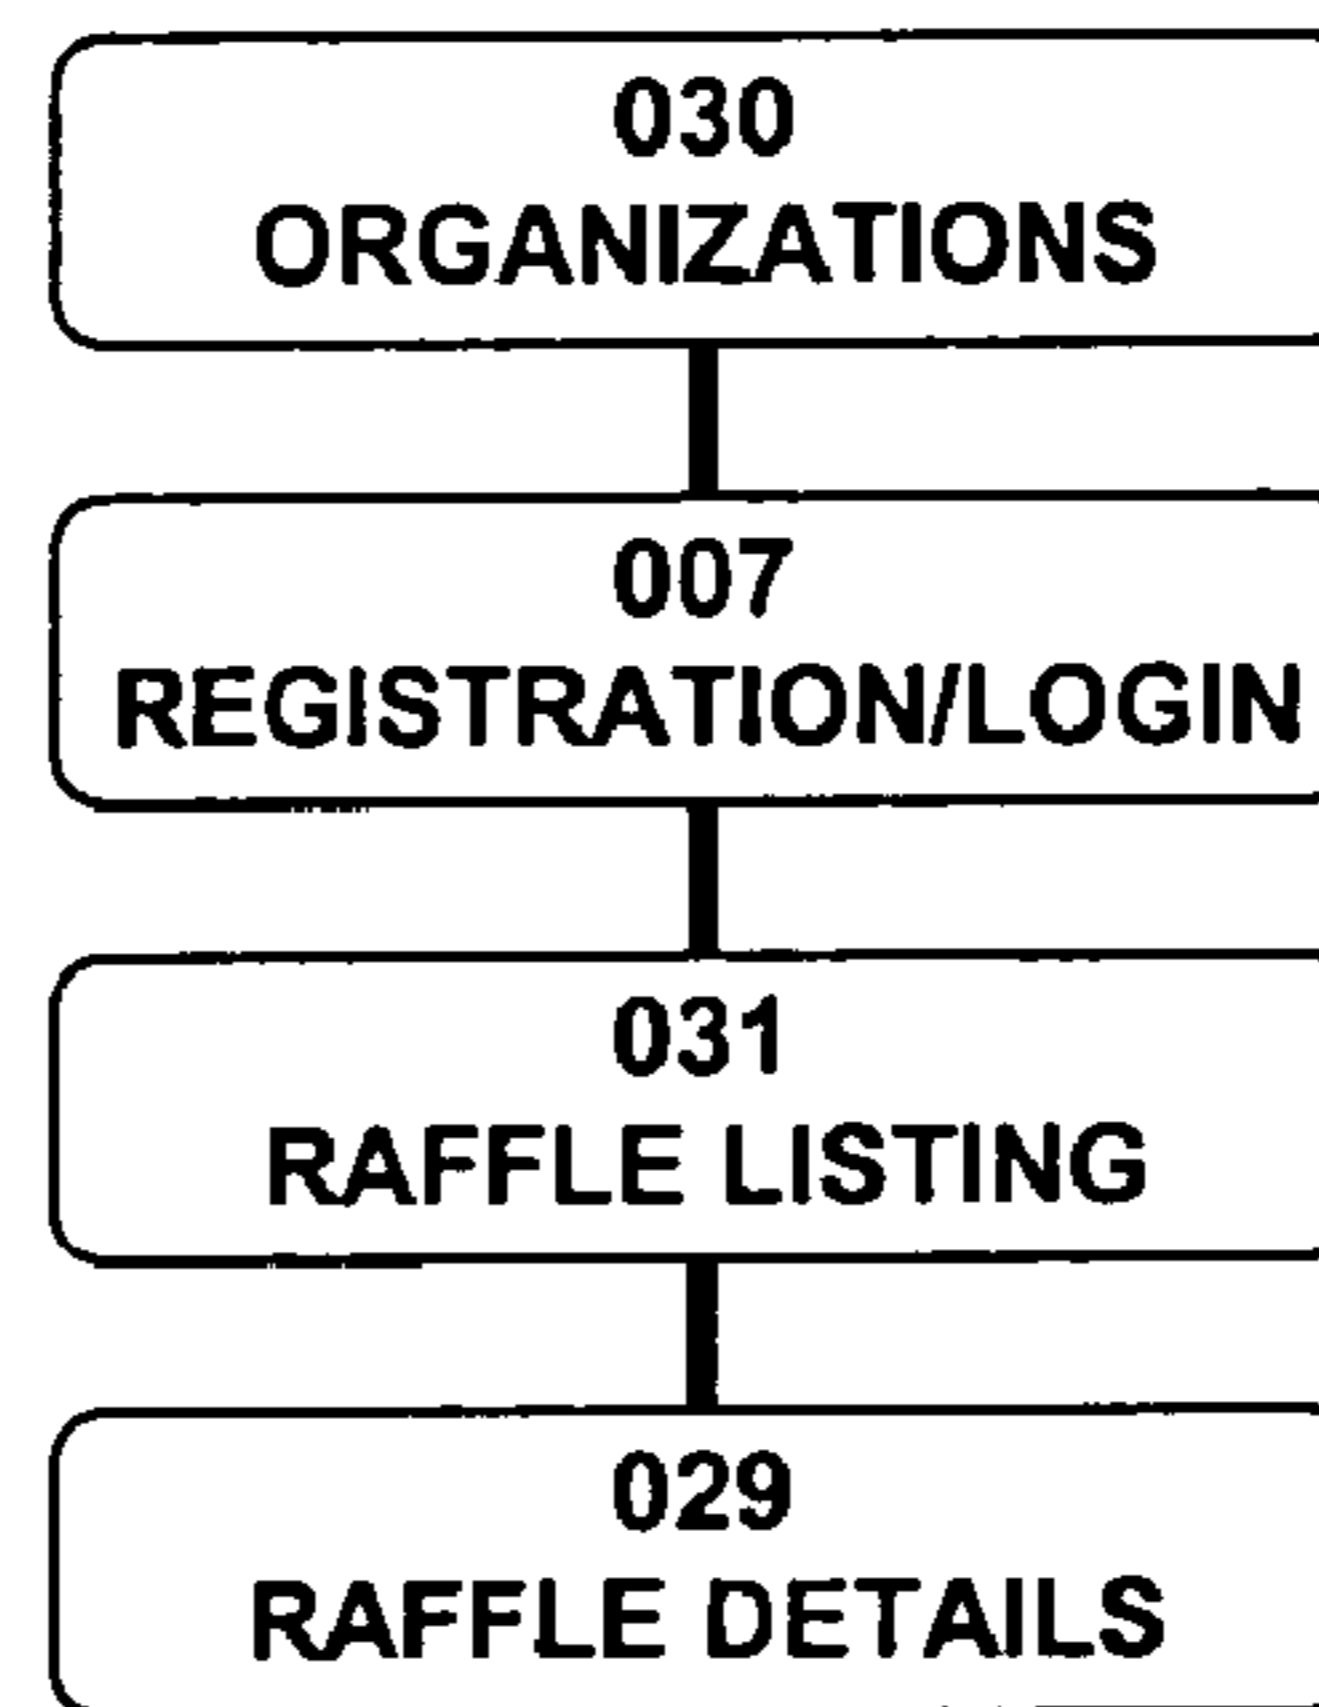 030
ORGANIZATIONS
007
REGISTRATION/LOGIN
031
RAFFLE LISTING
029
RAFFLE DETAILS